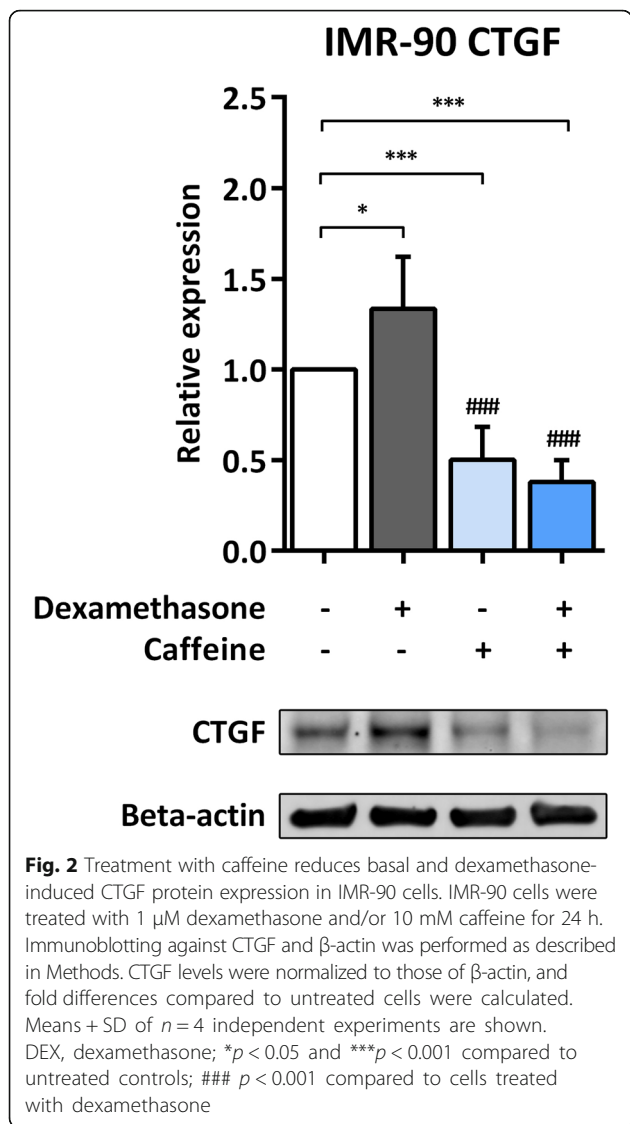 IMR-90 CTGF
Relative expression
2.5
2.0
1.5
1.0
0.5
0.0
***
***
*
###
###
Dexamethasone - + - +
Caffeine - - + +
CTGF
Beta-actin
Fig. 2 Treatment with caffeine reduces basal and dexamethasone-
induced CTGF protein expression in IMR-90 cells. IMR-90 cells were
treated with 1 μM dexamethasone and/or 10 mM caffeine for 24 h.
Immunoblotting against CTGF and β-actin was performed as described
in Methods. CTGF levels were normalized to those of β-actin, and
fold differences compared to untreated cells were calculated.
Means + SD of n = 4 independent experiments are shown.
DEX, dexamethasone; *p < 0.05 and ***p < 0.001 compared to
untreated controls; ### p < 0.001 compared to cells treated
with dexamethasone